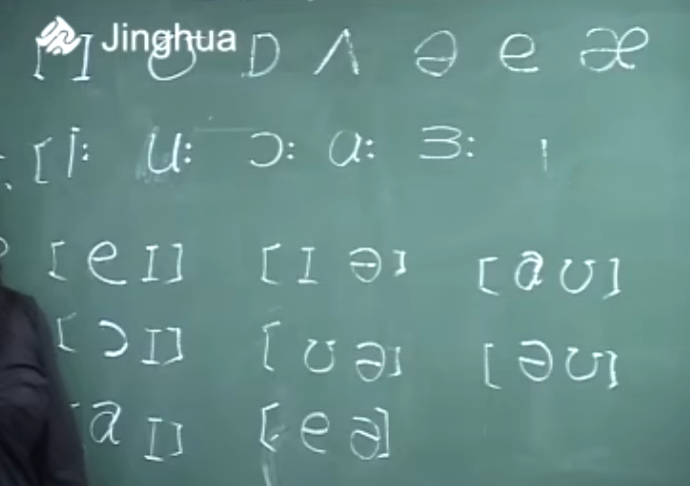 Jinghua
[ɪ ʊ ɒ ʌ ə e æ
[i: u: ɔ: ɑ: ɜ:
[eɪ] [ɪə] [aʊ]
[ɔɪ] [ʊə] [əʊ]
[aɪ] [eə]